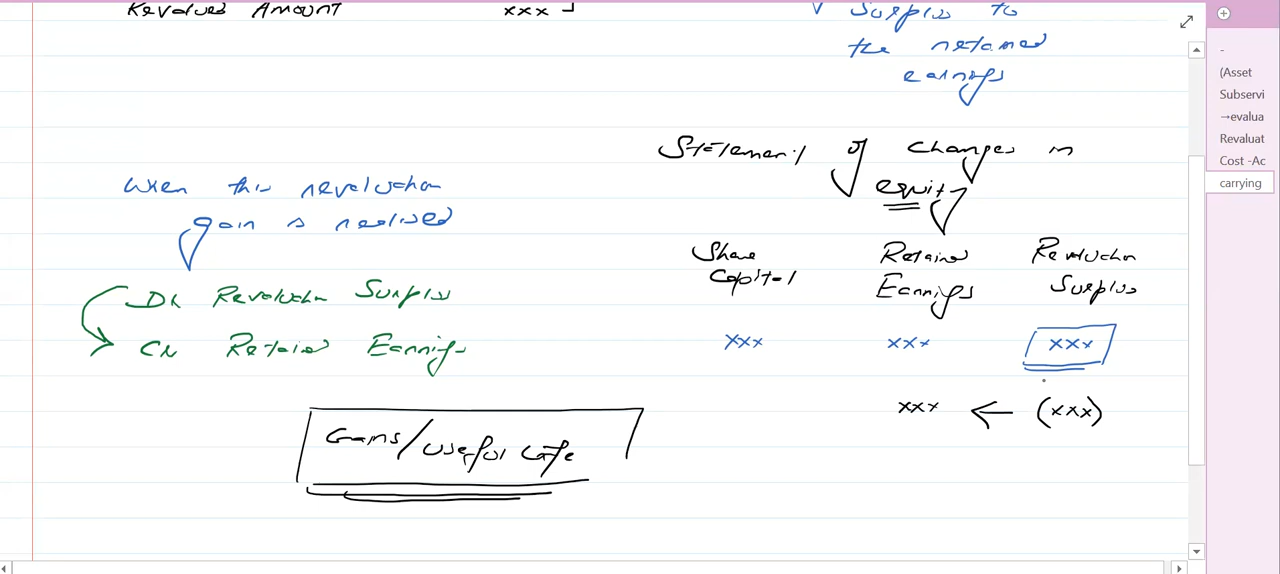 Revalued Amount xxx
Surplus to
the retained
earnings
Statement of changes in
equity
When this revaluation
gain is realised
Share Capital
Retained Earnings
Revaluation Surplus
Dr Revaluation Surplus
Cr Retained Earnings
xxx xxx xxx
xxx ← (xxx)
Gains/Useful Life
-
(Asset
Subservi
→evalua
Revaluat
Cost -Ac
carrying